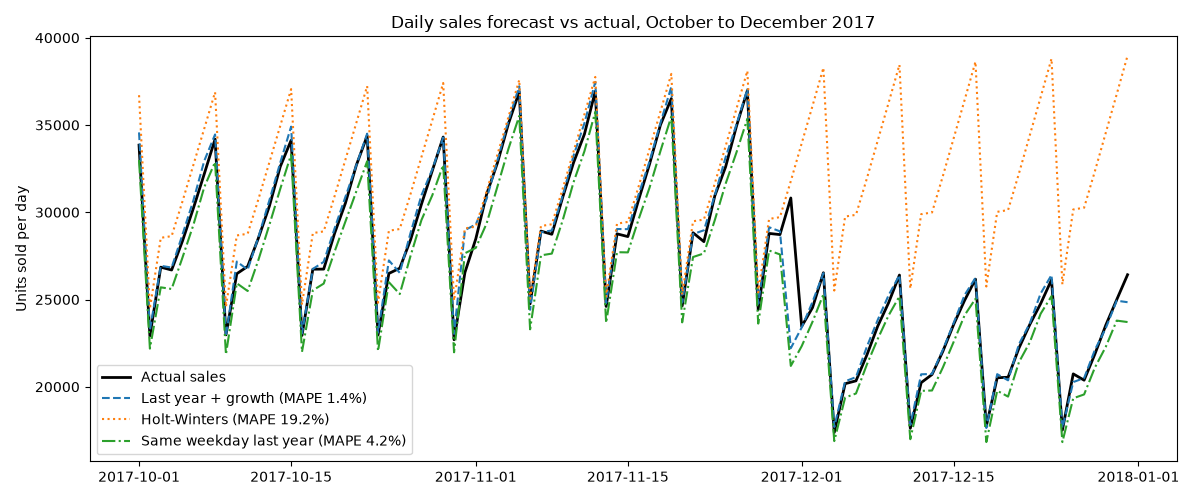 Daily sales forecast vs actual, October to December 2017
Units sold per day
40000
35000
30000
25000
20000
Actual sales
Last year + growth (MAPE 1.4%)
Holt-Winters (MAPE 19.2%)
Same weekday last year (MAPE 4.2%)
2017-10-01 2017-10-15 2017-11-01 2017-11-15 2017-12-01 2017-12-15 2018-01-01